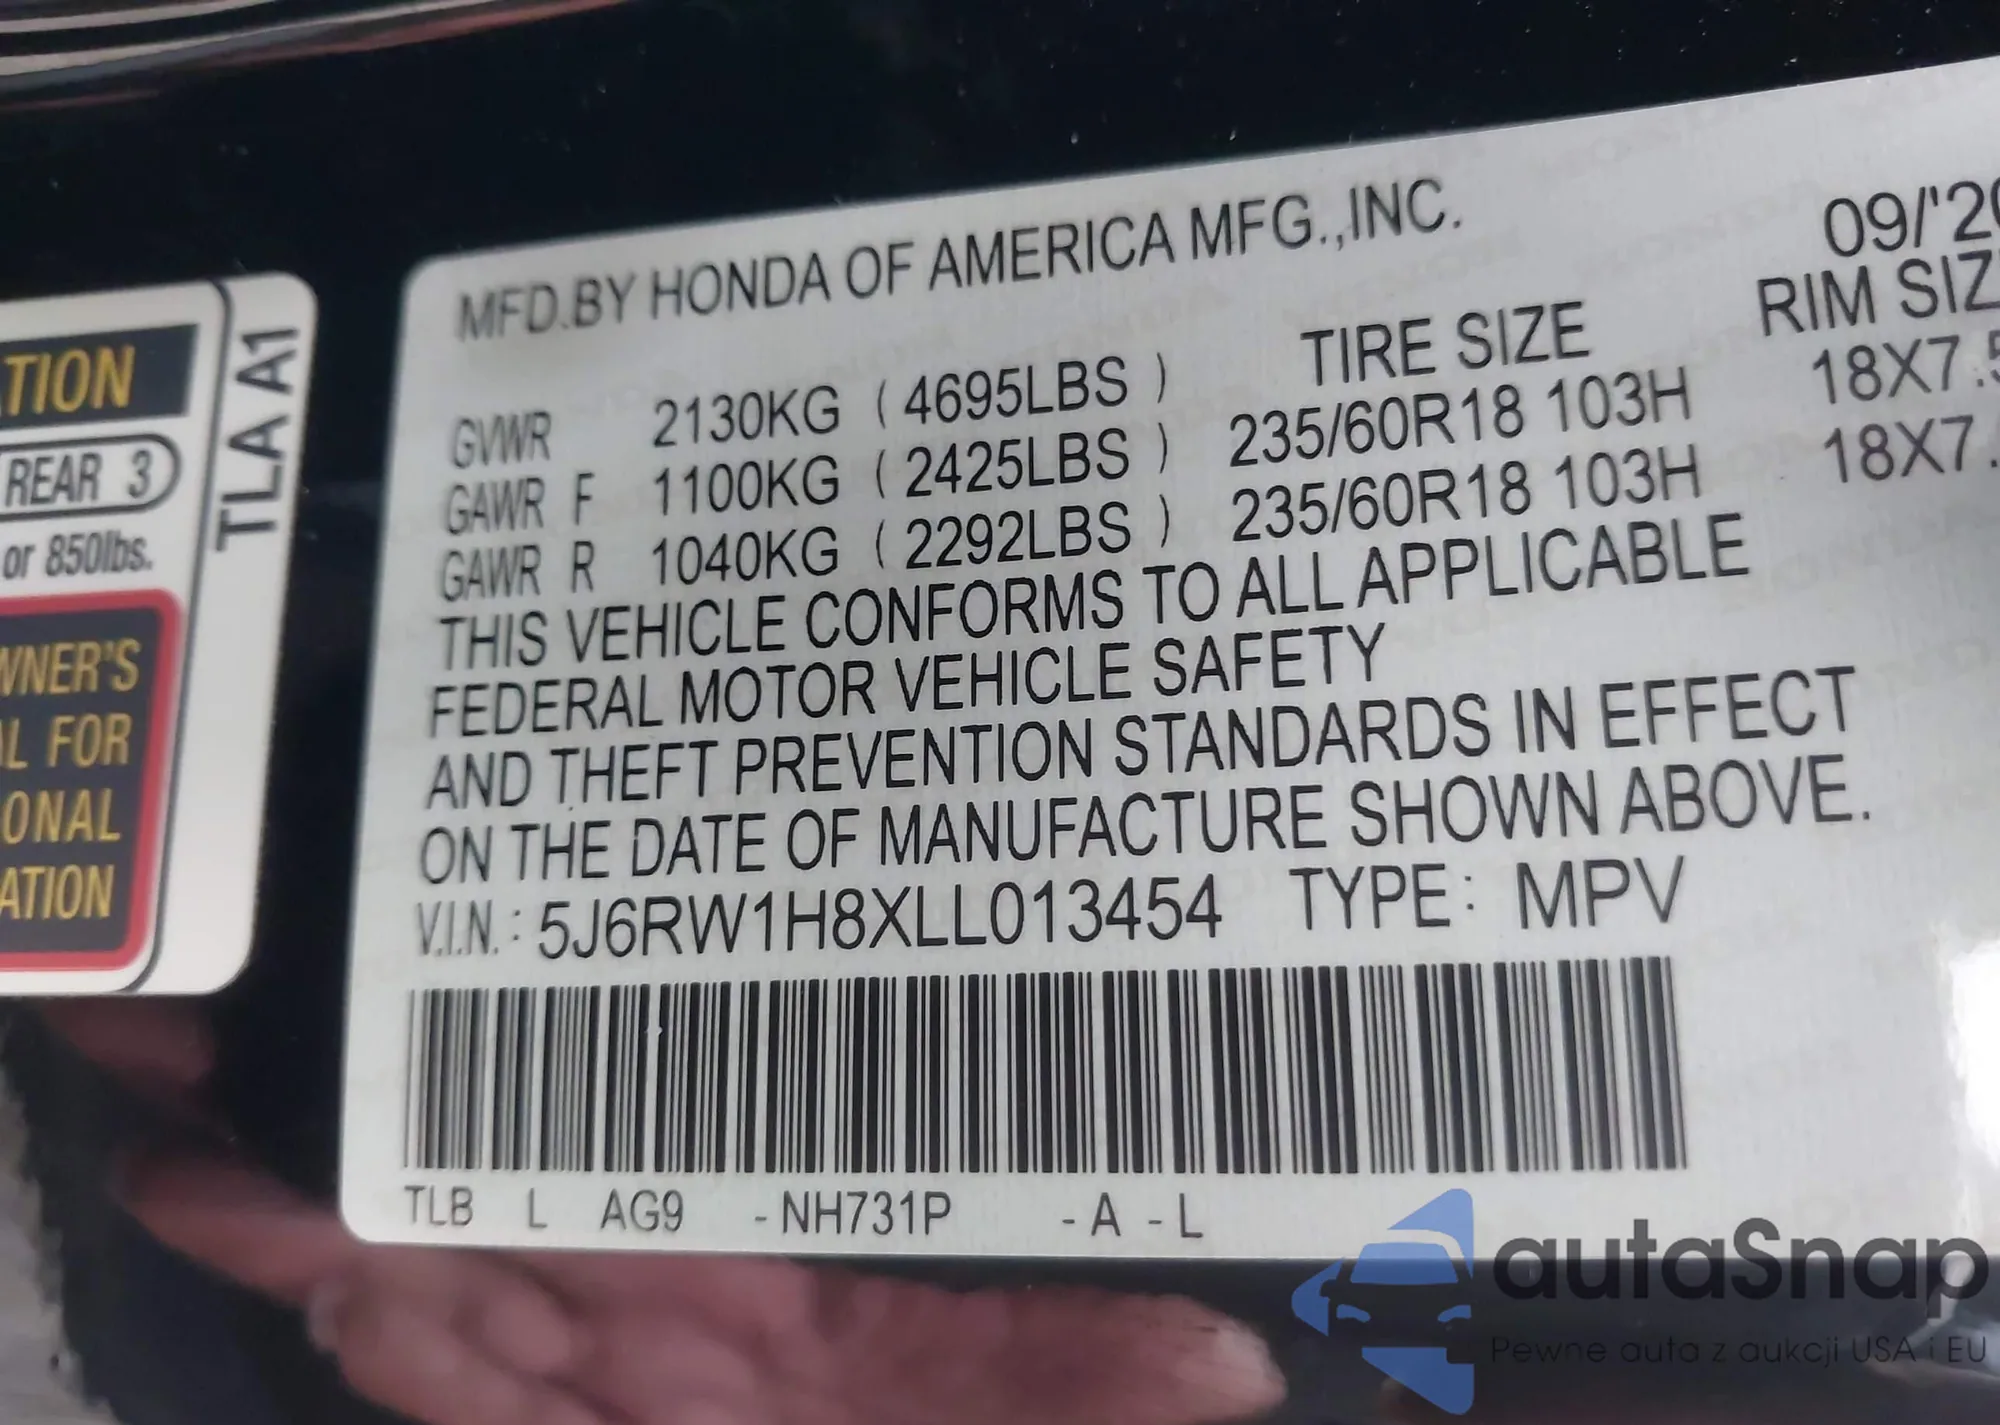 MFD.BY HONDA OF AMERICA MFG.,INC.
09/'20
TIRE SIZE RIM SIZ
GVWR 2130KG ( 4695LBS )
GAWR F 1100KG ( 2425LBS ) 235/60R18 103H 18X7.5
GAWR R 1040KG ( 2292LBS ) 235/60R18 103H 18X7.
THIS VEHICLE CONFORMS TO ALL APPLICABLE
FEDERAL MOTOR VEHICLE SAFETY
AND THEFT PREVENTION STANDARDS IN EFFECT
ON THE DATE OF MANUFACTURE SHOWN ABOVE.
V.I.N.: 5J6RW1H8XLL013454 TYPE: MPV
TLB L AG9 -NH731P -A -L
TLA A1
ATION
REAR 3
or 850lbs.
WNER'S
AL FOR
ONAL
ATION
autaSnap
Pewne auta z aukcji USA i EU